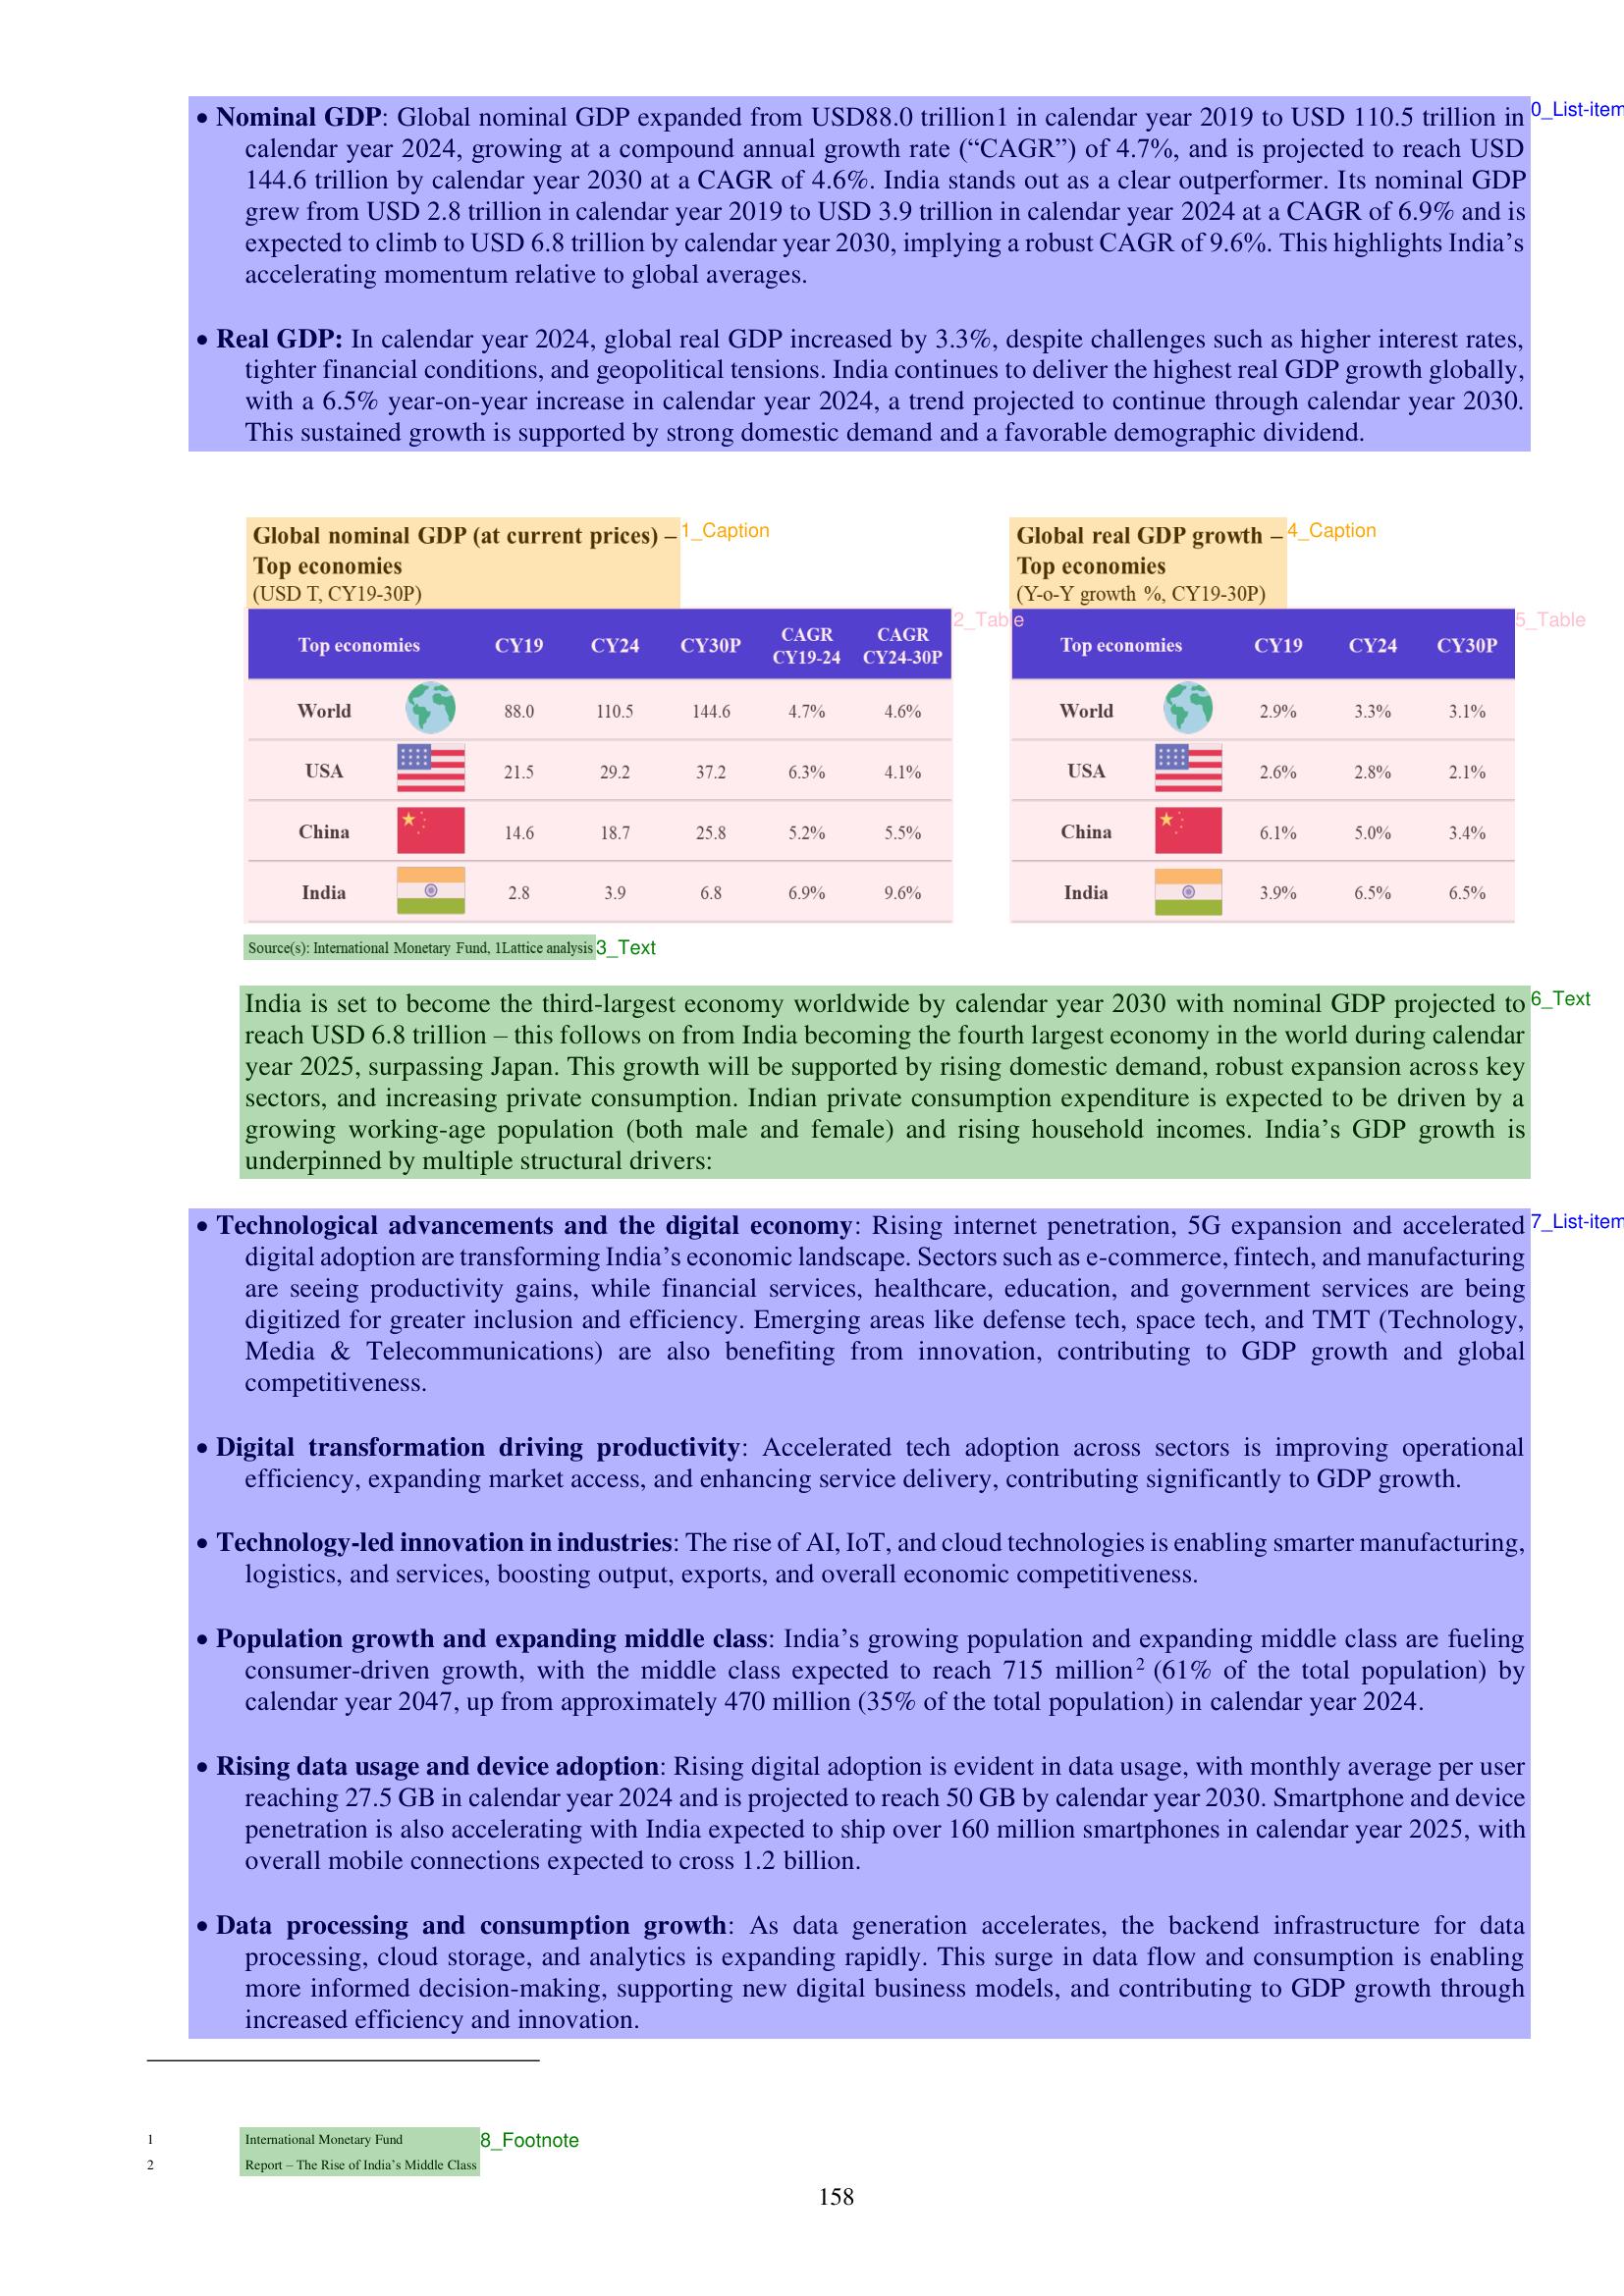 • Nominal GDP: Global nominal GDP expanded from USD88.0 trillion1 in calendar year 2019 to USD 110.5 trillion in
calendar year 2024, growing at a compound annual growth rate (“CAGR”) of 4.7%, and is projected to reach USD
144.6 trillion by calendar year 2030 at a CAGR of 4.6%. India stands out as a clear outperformer. Its nominal GDP
grew from USD 2.8 trillion in calendar year 2019 to USD 3.9 trillion in calendar year 2024 at a CAGR of 6.9% and is
expected to climb to USD 6.8 trillion by calendar year 2030, implying a robust CAGR of 9.6%. This highlights India’s
accelerating momentum relative to global averages.
0_List-item
• Real GDP: In calendar year 2024, global real GDP increased by 3.3%, despite challenges such as higher interest rates,
tighter financial conditions, and geopolitical tensions. India continues to deliver the highest real GDP growth globally,
with a 6.5% year-on-year increase in calendar year 2024, a trend projected to continue through calendar year 2030.
This sustained growth is supported by strong domestic demand and a favorable demographic dividend.
Global nominal GDP (at current prices) –
Top economies
(USD T, CY19-30P)
1_Caption
Top economies CY19 CY24 CY30P CAGR CY19-24 CAGR CY24-30P
World 88.0 110.5 144.6 4.7% 4.6%
USA 21.5 29.2 37.2 6.3% 4.1%
China 14.6 18.7 25.8 5.2% 5.5%
India 2.8 3.9 6.8 6.9% 9.6%
2_Table
Source(s): International Monetary Fund, 1Lattice analysis
3_Text
Global real GDP growth –
Top economies
(Y-o-Y growth %, CY19-30P)
4_Caption
Top economies CY19 CY24 CY30P
World 2.9% 3.3% 3.1%
USA 2.6% 2.8% 2.1%
China 6.1% 5.0% 3.4%
India 3.9% 6.5% 6.5%
5_Table
India is set to become the third-largest economy worldwide by calendar year 2030 with nominal GDP projected to
reach USD 6.8 trillion – this follows on from India becoming the fourth largest economy in the world during calendar
year 2025, surpassing Japan. This growth will be supported by rising domestic demand, robust expansion across key
sectors, and increasing private consumption. Indian private consumption expenditure is expected to be driven by a
growing working-age population (both male and female) and rising household incomes. India’s GDP growth is
underpinned by multiple structural drivers:
6_Text
• Technological advancements and the digital economy: Rising internet penetration, 5G expansion and accelerated
digital adoption are transforming India’s economic landscape. Sectors such as e-commerce, fintech, and manufacturing
are seeing productivity gains, while financial services, healthcare, education, and government services are being
digitized for greater inclusion and efficiency. Emerging areas like defense tech, space tech, and TMT (Technology,
Media & Telecommunications) are also benefiting from innovation, contributing to GDP growth and global
competitiveness.
7_List-item
• Digital transformation driving productivity: Accelerated tech adoption across sectors is improving operational
efficiency, expanding market access, and enhancing service delivery, contributing significantly to GDP growth.
• Technology-led innovation in industries: The rise of AI, IoT, and cloud technologies is enabling smarter manufacturing,
logistics, and services, boosting output, exports, and overall economic competitiveness.
• Population growth and expanding middle class: India’s growing population and expanding middle class are fueling
consumer-driven growth, with the middle class expected to reach 715 million2 (61% of the total population) by
calendar year 2047, up from approximately 470 million (35% of the total population) in calendar year 2024.
• Rising data usage and device adoption: Rising digital adoption is evident in data usage, with monthly average per user
reaching 27.5 GB in calendar year 2024 and is projected to reach 50 GB by calendar year 2030. Smartphone and device
penetration is also accelerating with India expected to ship over 160 million smartphones in calendar year 2025, with
overall mobile connections expected to cross 1.2 billion.
• Data processing and consumption growth: As data generation accelerates, the backend infrastructure for data
processing, cloud storage, and analytics is expanding rapidly. This surge in data flow and consumption is enabling
more informed decision-making, supporting new digital business models, and contributing to GDP growth through
increased efficiency and innovation.
1 International Monetary Fund
2 Report – The Rise of India’s Middle Class
8_Footnote
158